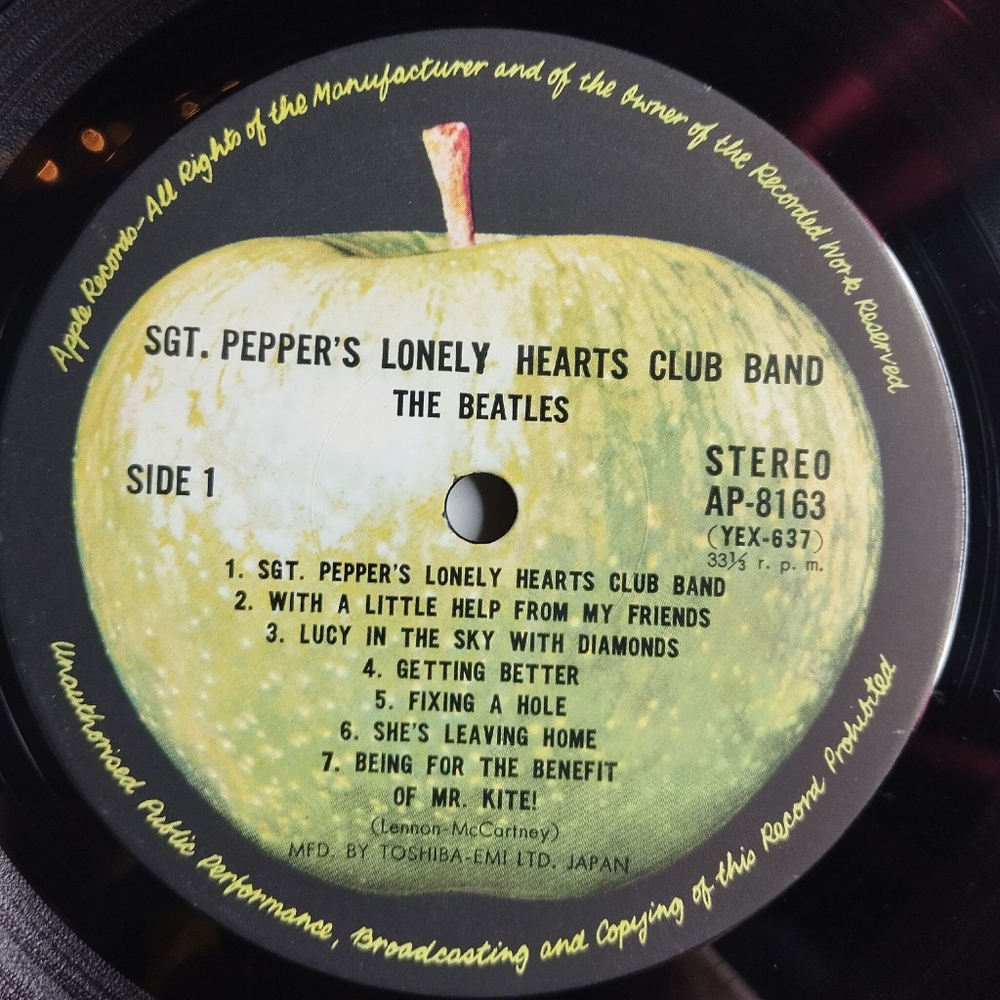 Apple Records-All Rights of the Manufacturer and of the Owner of the Recorded Work Reserved
SGT. PEPPER'S LONELY HEARTS CLUB BAND
THE BEATLES
SIDE 1
STEREO
AP-8163
(YEX-637)
33⅓ r. p. m.
1. SGT. PEPPER'S LONELY HEARTS CLUB BAND
2. WITH A LITTLE HELP FROM MY FRIENDS
3. LUCY IN THE SKY WITH DIAMONDS
4. GETTING BETTER
5. FIXING A HOLE
6. SHE'S LEAVING HOME
7. BEING FOR THE BENEFIT
OF MR. KITE!
(Lennon-McCartney)
MFD. BY TOSHIBA-EMI LTD. JAPAN
Unauthorised Public Performance, Broadcasting and Copying of this Record Prohibited